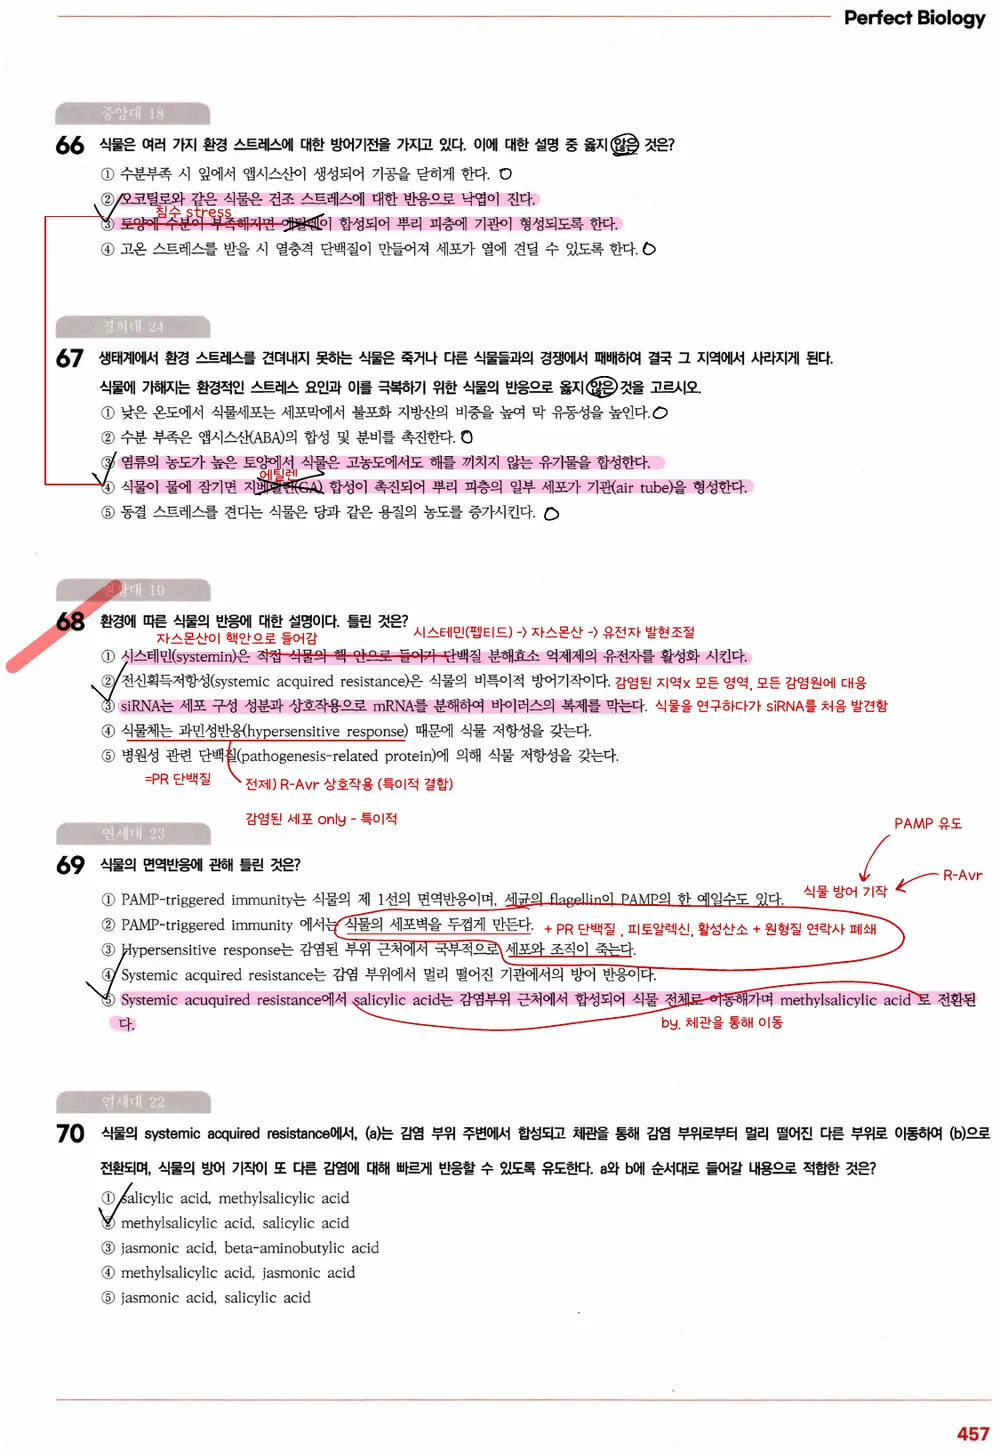 Perfect Biology
중앙대 18
66 식물은 여러 가지 환경 스트레스에 대한 방어기전을 가지고 있다. 이에 대한 설명 중 옳지 않은 것은?
① 수분부족 시 잎에서 앱시스산이 생성되어 기공을 닫히게 한다.
② 오코틸로와 같은 식물은 건조 스트레스에 대한 반응으로 낙엽이 진다.
침수 stress
③ 토양에 수분이 부족해지면 에틸렌이 합성되어 뿌리 피층에 기관이 형성되도록 한다.
④ 고온 스트레스를 받을 시 열충격 단백질이 만들어져 세포가 열에 견딜 수 있도록 한다.
경희대 24
67 생태계에서 환경 스트레스를 견뎌내지 못하는 식물은 죽거나 다른 식물들과의 경쟁에서 패배하여 결국 그 지역에서 사라지게 된다.
식물에 가해지는 환경적인 스트레스 요인과 이를 극복하기 위한 식물의 반응으로 옳지 않은 것을 고르시오.
① 낮은 온도에서 식물세포는 세포막에서 불포화 지방산의 비중을 높여 막 유동성을 높인다.
② 수분 부족은 앱시스산(ABA)의 합성 및 분비를 촉진한다.
③ 염류의 농도가 높은 토양에서 식물은 고농도에서도 해를 끼치지 않는 유기물을 합성한다.
에틸렌
④ 식물이 물에 잠기면 지베렐린(GA) 합성이 촉진되어 뿌리 피층의 일부 세포가 기관(air tube)을 형성한다.
⑤ 동결 스트레스를 견디는 식물은 당과 같은 용질의 농도를 증가시킨다.
10
68 환경에 따른 식물의 반응에 대한 설명이다. 틀린 것은?
시스테민(펩티드) -> 자스몬산 -> 유전자 발현조절
자스몬산이 핵안으로 들어감
① 시스테민(systemin)은 직접 식물의 핵 안으로 들어가 단백질 분해효소 억제제의 유전자를 활성화 시킨다.
② 전신획득저항성(systemic acquired resistance)은 식물의 비특이적 방어기작이다. 감염된 지역x 모든 영역, 모든 감염원에 대응
③ siRNA는 세포 구성 성분과 상호작용으로 mRNA를 분해하여 바이러스의 복제를 막는다. 식물을 연구하다가 siRNA를 처음 발견함
④ 식물체는 과민성반응(hypersensitive response) 때문에 식물 저항성을 갖는다.
⑤ 병원성 관련 단백질(pathogenesis-related protein)에 의해 식물 저항성을 갖는다.
=PR 단백질
전제) R-Avr 상호작용 (특이적 결합)
감염된 세포 only - 특이적
연세대 23
PAMP 유도
69 식물의 면역반응에 관해 틀린 것은?
R-Avr
식물 방어 기작
① PAMP-triggered immunity는 식물의 제 1선의 면역반응이며, 세균의 flagellin이 PAMP의 한 예일수도 있다.
② PAMP-triggered immunity 에서는 식물의 세포벽을 두껍게 만든다. + PR 단백질 , 피토알렉신, 활성산소 + 원형질 연락사 폐쇄
③ Hypersensitive response는 감염된 부위 근처에서 국부적으로 세포와 조직이 죽는다.
④ Systemic acquired resistance는 감염 부위에서 멀리 떨어진 기관에서의 방어 반응이다.
⑤ Systemic acuquired resistance에서 salicylic acid는 감염부위 근처에서 합성되어 식물 전체로 이동해가며 methylsalicylic acid 로 전환된
다.
by. 체관을 통해 이동
연세대 22
70 식물의 systemic acquired resistance에서, (a)는 감염 부위 주변에서 합성되고 체관을 통해 감염 부위로부터 멀리 떨어진 다른 부위로 이동하여 (b)으로
전환되며, 식물의 방어 기작이 또 다른 감염에 대해 빠르게 반응할 수 있도록 유도한다. a와 b에 순서대로 들어갈 내용으로 적합한 것은?
① salicylic acid, methylsalicylic acid
② methylsalicylic acid, salicylic acid
③ jasmonic acid, beta-aminobutylic acid
④ methylsalicylic acid, jasmonic acid
⑤ jasmonic acid, salicylic acid
457